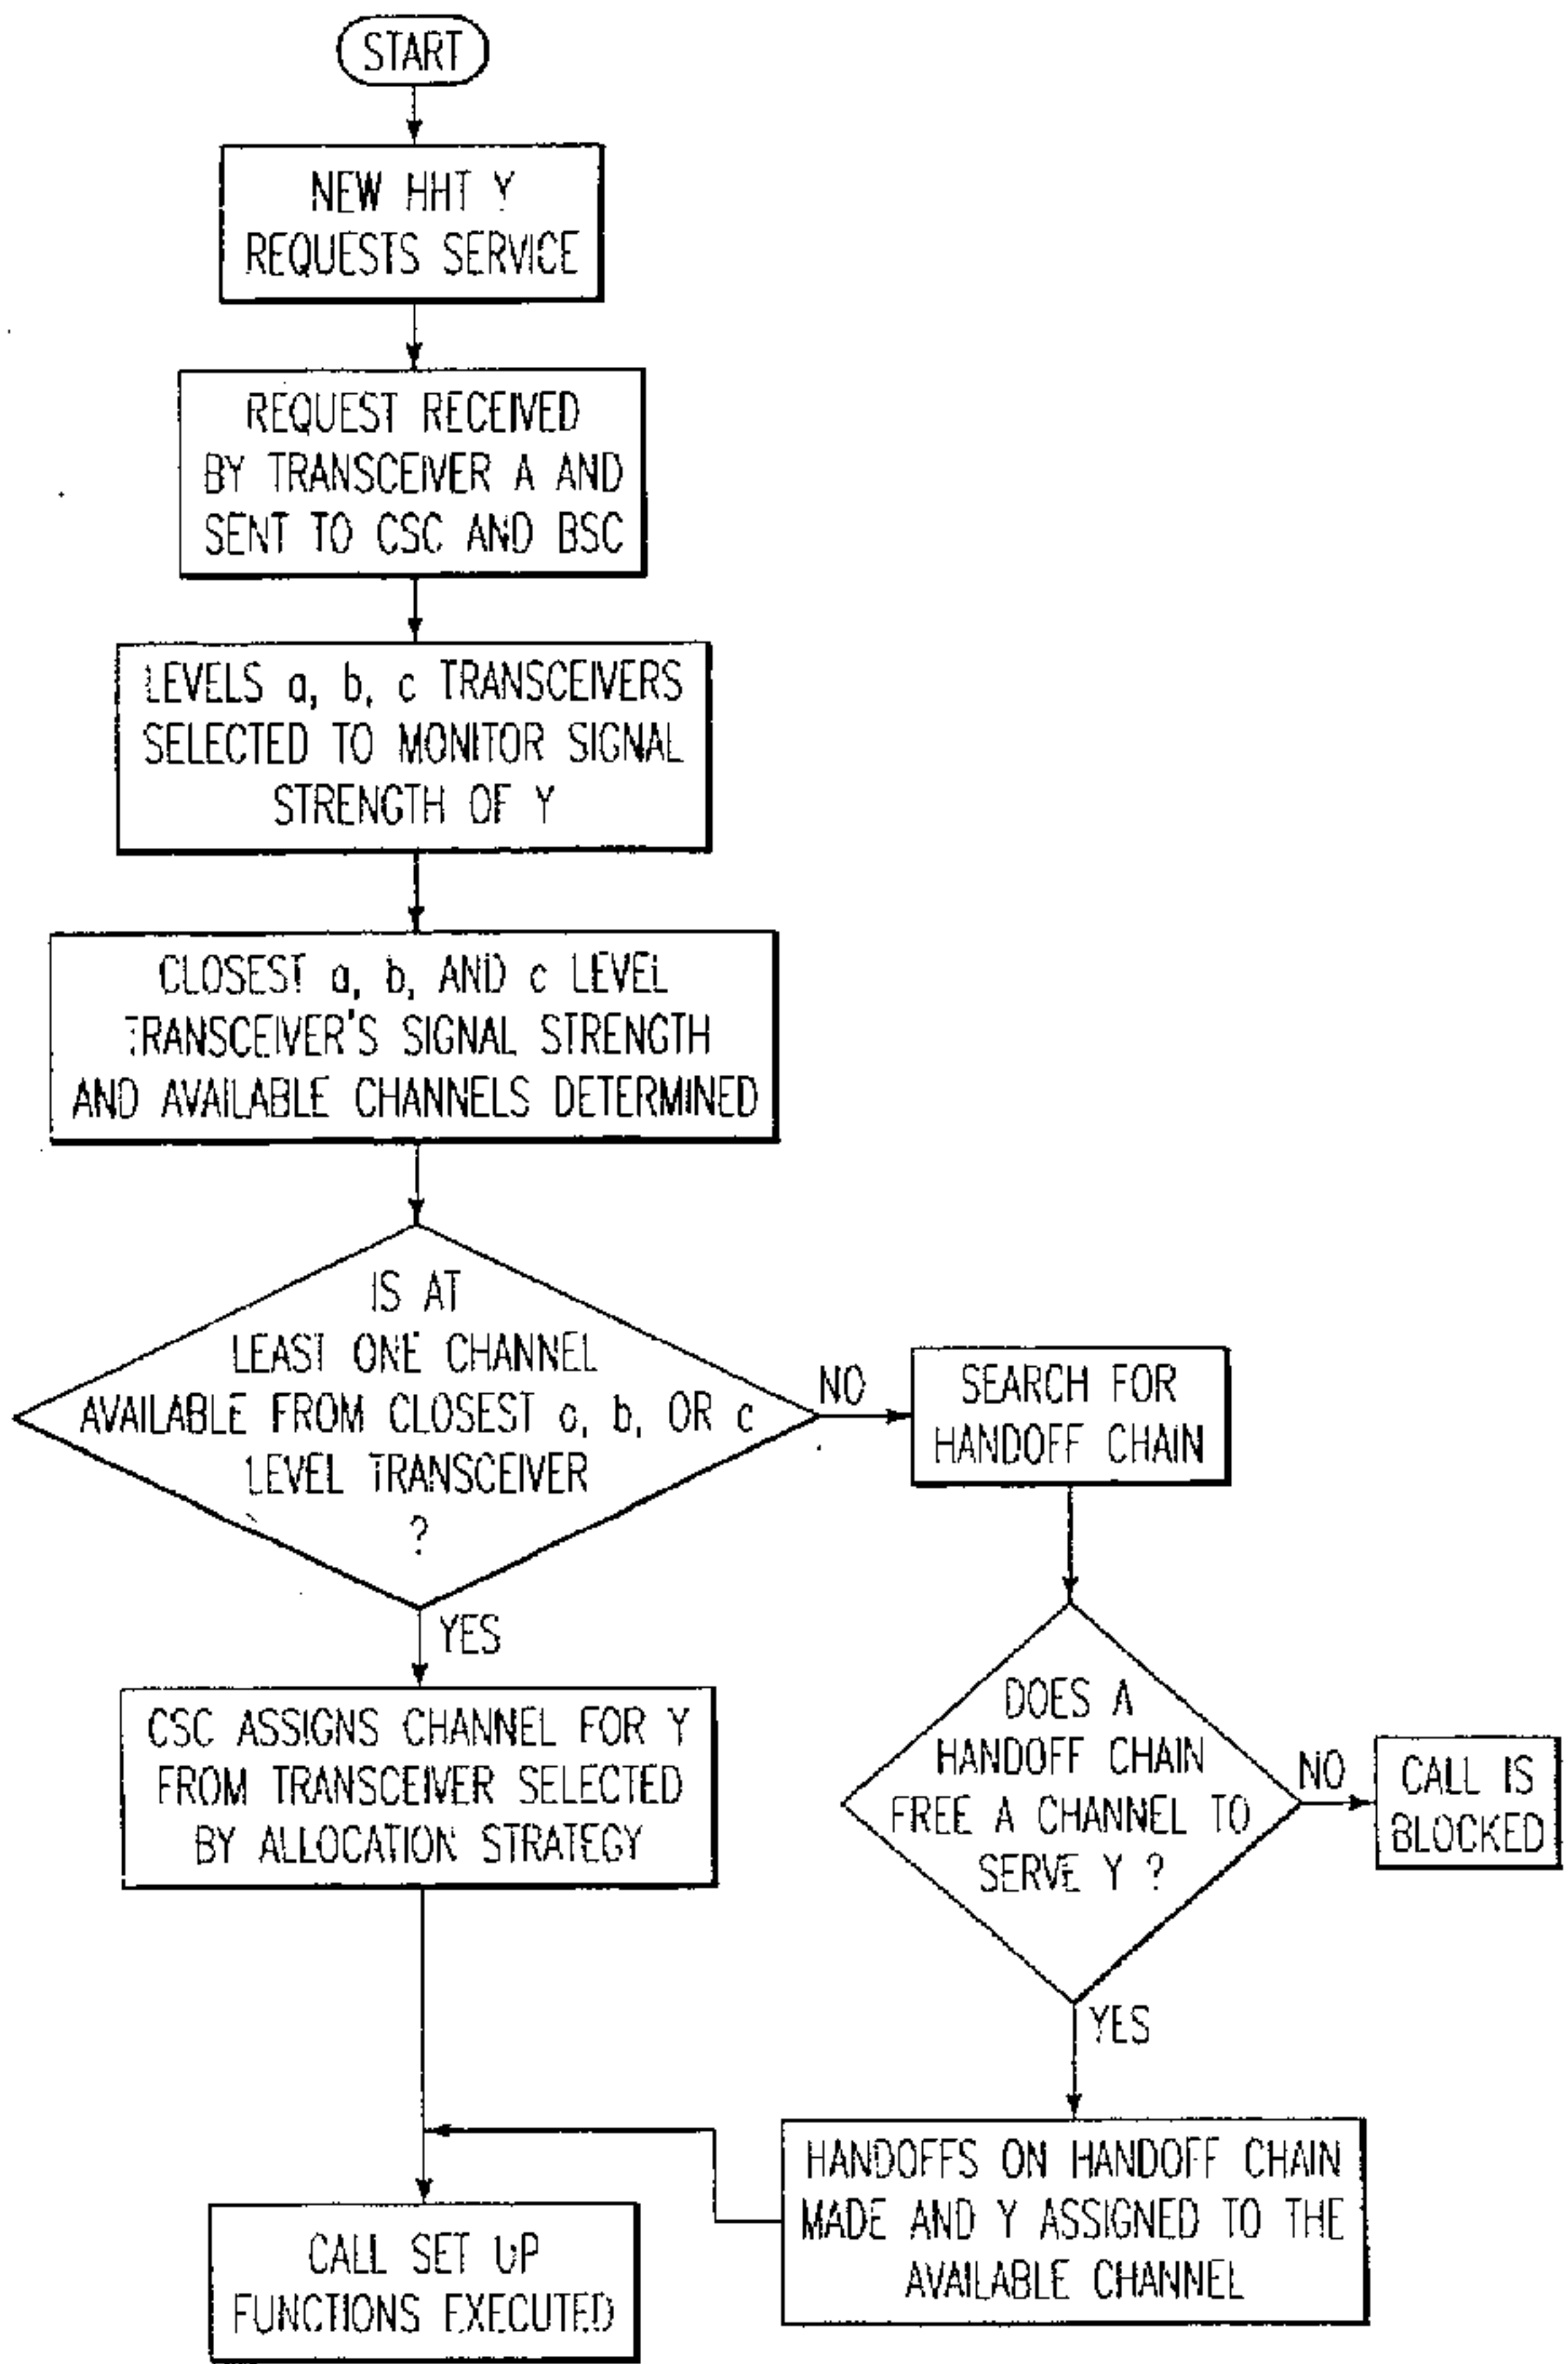 START
NEW HHT Y
REQUESTS SERVICE
REQUEST RECEIVED
BY TRANSCEIVER A AND
SENT TO CSC AND BSC
LEVELS a, b, c TRANSCEIVERS
SELECTED TO MONITOR SIGNAL
STRENGTH OF Y
CLOSEST a, b, AND c LEVEL
TRANSCEIVER'S SIGNAL STRENGTH
AND AVAILABLE CHANNELS DETERMINED
IS AT
LEAST ONE CHANNEL
AVAILABLE FROM CLOSEST a, b, OR c
LEVEL TRANSCEIVER
?
NO
SEARCH FOR
HANDOFF CHAIN
YES
CSC ASSIGNS CHANNEL FOR Y
FROM TRANSCEIVER SELECTED
BY ALLOCATION STRATEGY
DOES A
HANDOFF CHAIN
FREE A CHANNEL TO
SERVE Y ?
NO
CALL IS
BLOCKED
YES
HANDOFFS ON HANDOFF CHAIN
MADE AND Y ASSIGNED TO THE
AVAILABLE CHANNEL
CALL SET UP
FUNCTIONS EXECUTED